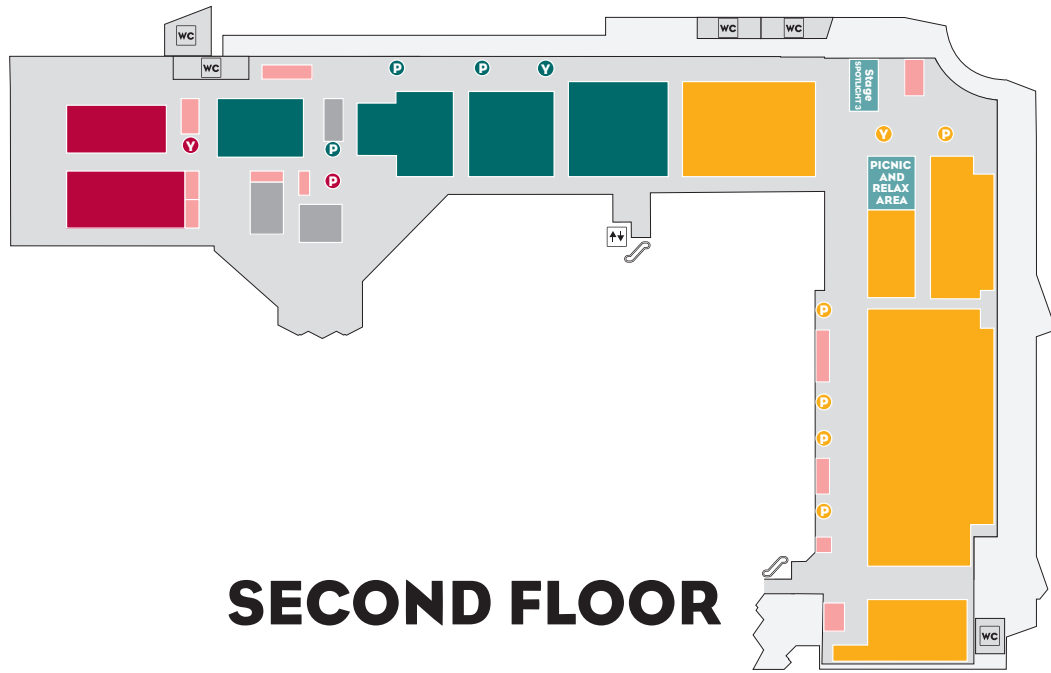 WC
WC
WC
WC
P
P
Y
Stage
SPOTLIGHT 3
Y
P
Y
P
PICNIC
AND
RELAX
AREA
P
P
P
P
P
SECOND FLOOR
WC